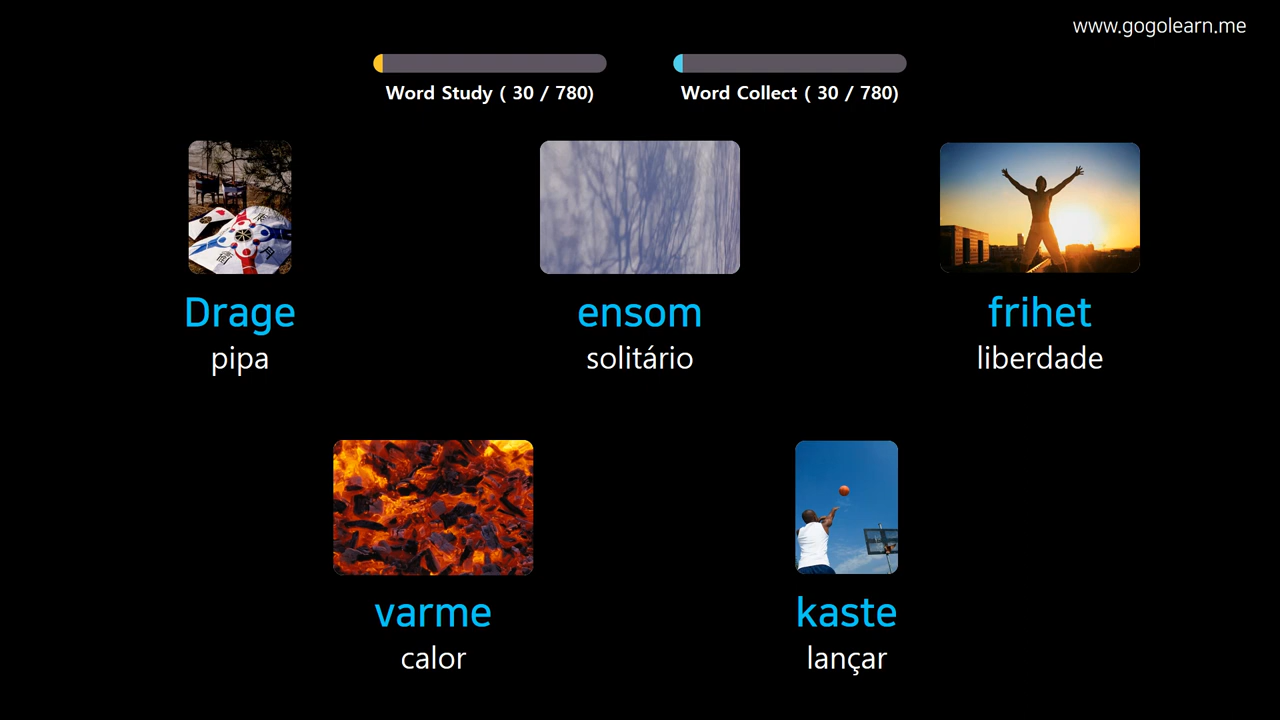 www.gogolearn.me
Word Study ( 30 / 780)
Word Collect ( 30 / 780)
Drage
pipa
ensom
solitário
frihet
liberdade
varme
calor
kaste
lançar